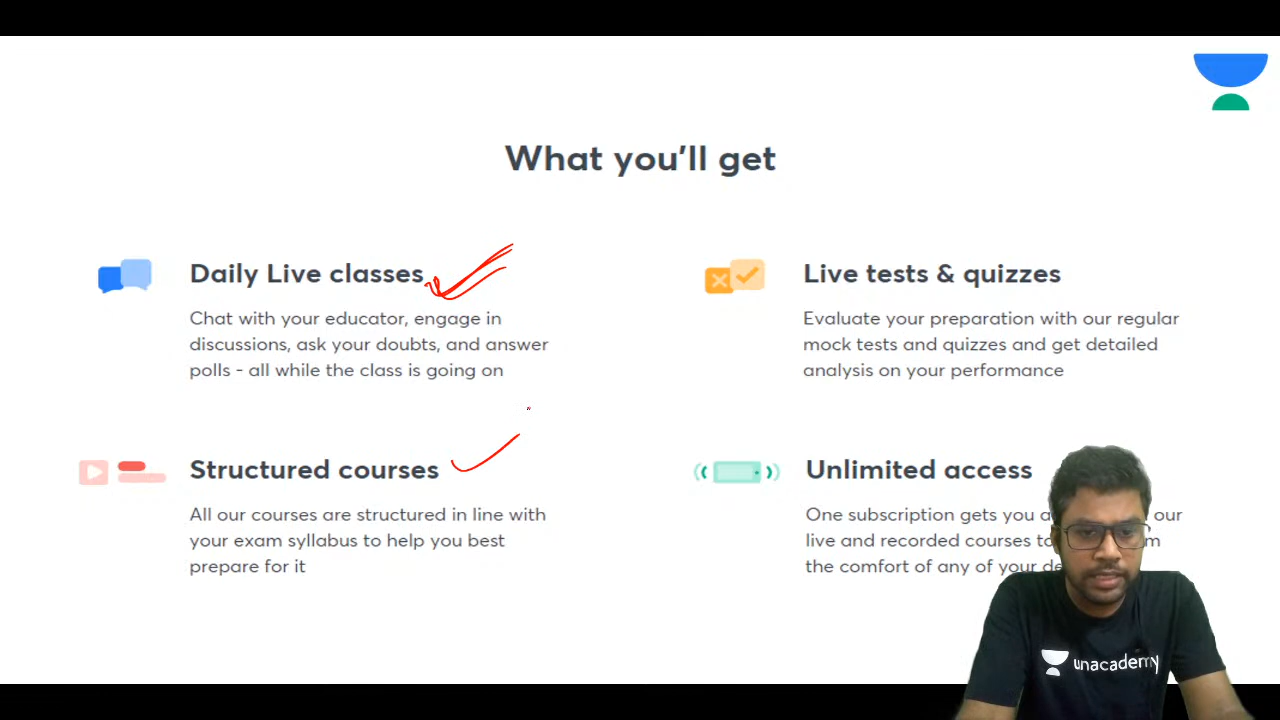 What you'll get
Daily Live classes
Chat with your educator, engage in
discussions, ask your doubts, and answer
polls - all while the class is going on
Live tests & quizzes
Evaluate your preparation with our regular
mock tests and quizzes and get detailed
analysis on your performance
Structured courses
All our courses are structured in line with
your exam syllabus to help you best
prepare for it
Unlimited access
One subscription gets you our
live and recorded courses
the comfort of any of your
unacademy